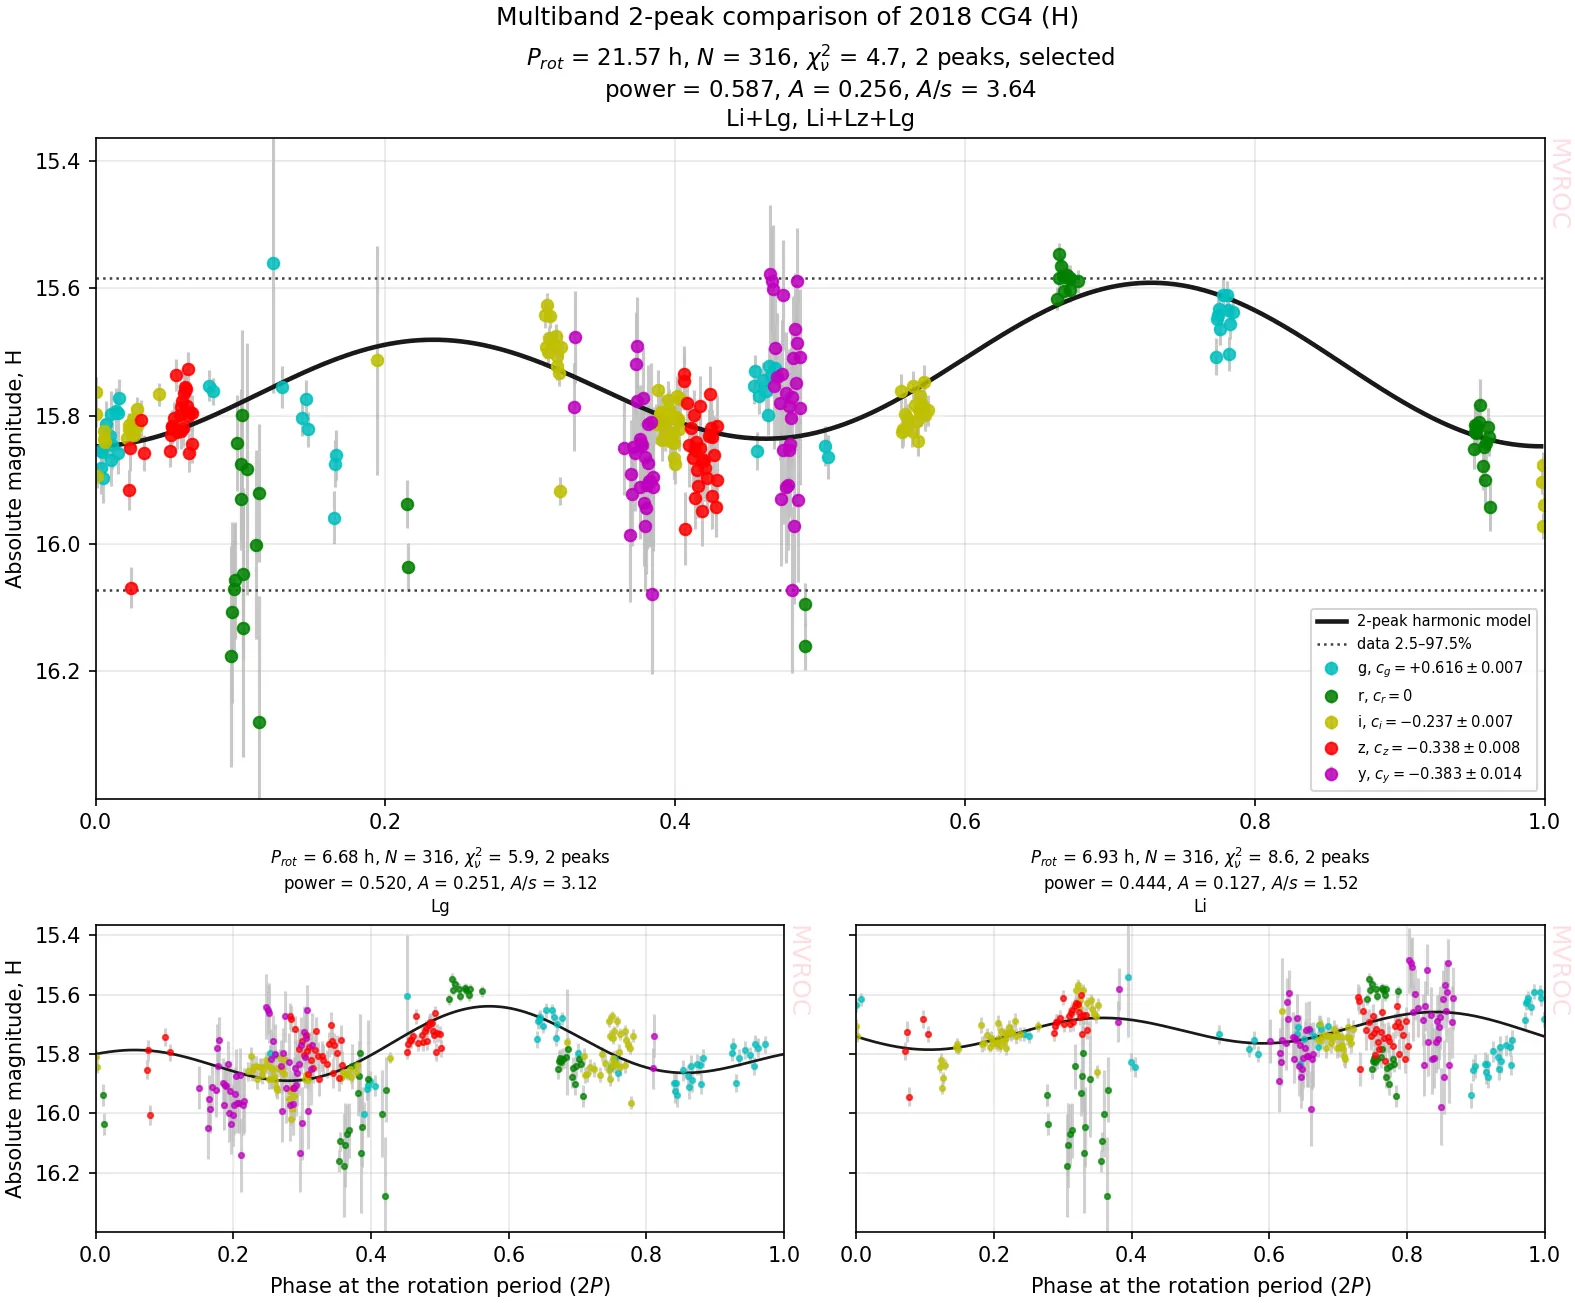 Multiband 2-peak comparison of 2018 CG4 (H)
P_rot = 21.57 h, N = 316, χ²_ν = 4.7, 2 peaks, selected
power = 0.587, A = 0.256, A/s = 3.64
Li+Lg, Li+Lz+Lg
MVROC
Absolute magnitude, H
15.4
15.6
15.8
16.0
16.2
2-peak harmonic model
data 2.5–97.5%
g, c_g = +0.616 ± 0.007
r, c_r = 0
i, c_i = −0.237 ± 0.007
z, c_z = −0.338 ± 0.008
y, c_y = −0.383 ± 0.014
0.0 0.2 0.4 0.6 0.8 1.0
P_rot = 6.68 h, N = 316, χ²_ν = 5.9, 2 peaks
power = 0.520, A = 0.251, A/s = 3.12
Lg
MVROC
Absolute magnitude, H
15.4
15.6
15.8
16.0
16.2
0.0 0.2 0.4 0.6 0.8 1.0
Phase at the rotation period (2P)
P_rot = 6.93 h, N = 316, χ²_ν = 8.6, 2 peaks
power = 0.444, A = 0.127, A/s = 1.52
Li
MVROC
0.0 0.2 0.4 0.6 0.8 1.0
Phase at the rotation period (2P)